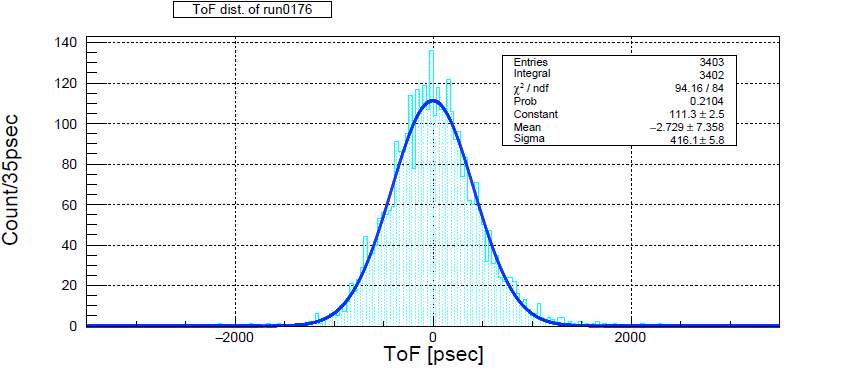 ToF dist. of run0176
Entries 3403
Integral 3402
χ² / ndf 94.16 / 84
Prob 0.2104
Constant 111.3 ± 2.5
Mean −2.729 ± 7.358
Sigma 416.1 ± 5.8
140
120
100
80
60
40
20
0
Count/35psec
−2000 0 2000
ToF [psec]